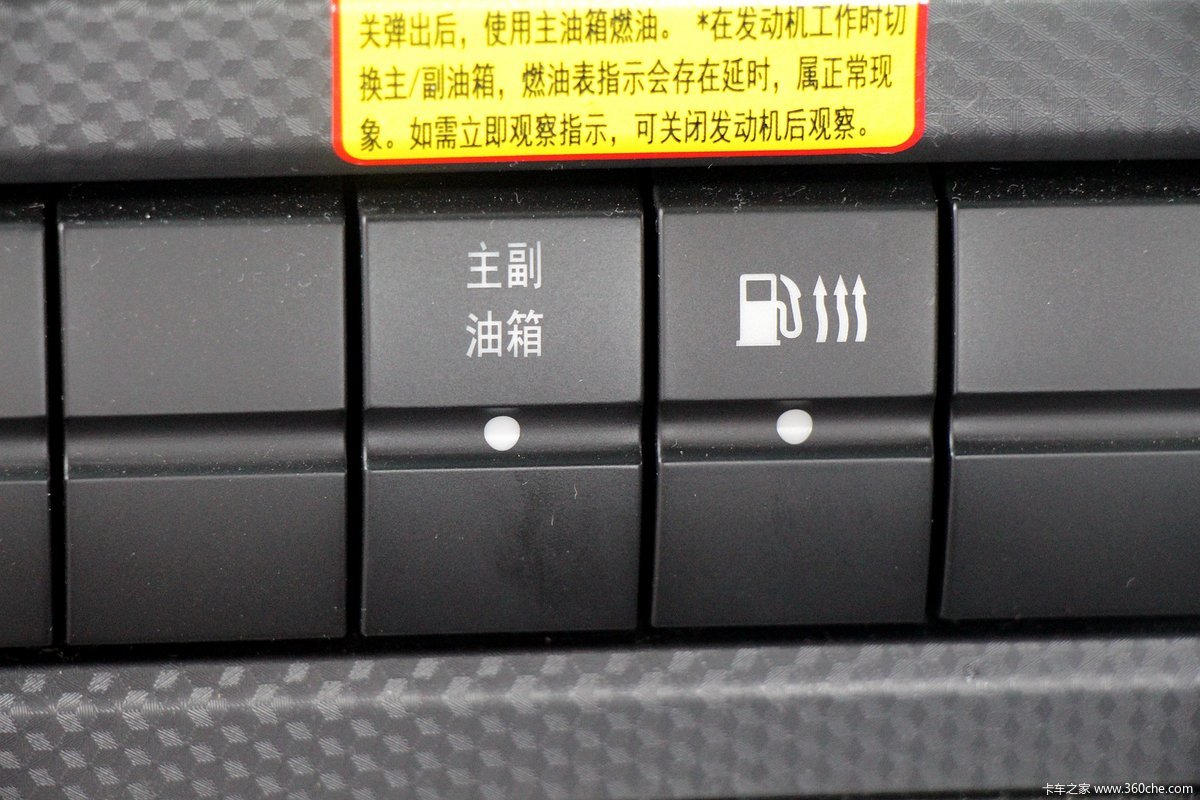 关弹出后，使用主油箱燃油。 *在发动机工作时切
换主/副油箱，燃油表指示会存在延时，属正常现
象。如需立即观察指示，可关闭发动机后观察。
主副
油箱
卡车之家 www.360che.com